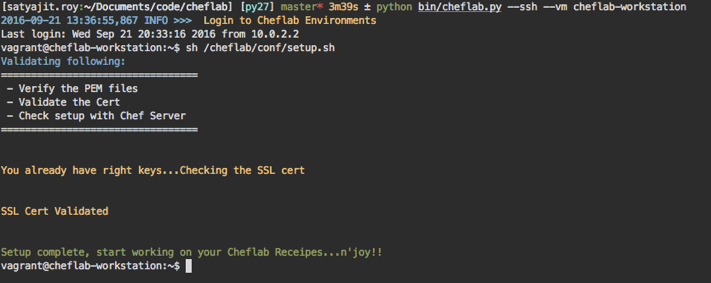 [satyajit.roy:~/Documents/code/cheflab] [py27] master* 3m39s ± python bin/cheflab.py --ssh --vm cheflab-workstation
2016-09-21 13:36:55,867 INFO >>>  Login to Cheflab Environments
Last login: Wed Sep 21 20:33:16 2016 from 10.0.2.2
vagrant@cheflab-workstation:~$ sh /cheflab/conf/setup.sh
Validating following:
=================================
 - Verify the PEM files
 - Validate the Cert
 - Check setup with Chef Server
=================================
You already have right keys...Checking the SSL cert
SSL Cert Validated
Setup complete, start working on your Cheflab Receipes...n'joy!!
vagrant@cheflab-workstation:~$